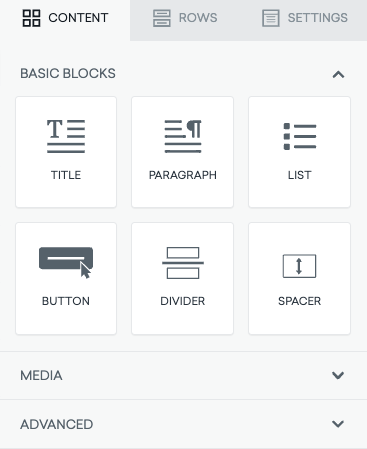 CONTENT ROWS SETTINGS
BASIC BLOCKS
TITLE PARAGRAPH LIST
BUTTON DIVIDER SPACER
MEDIA
ADVANCED